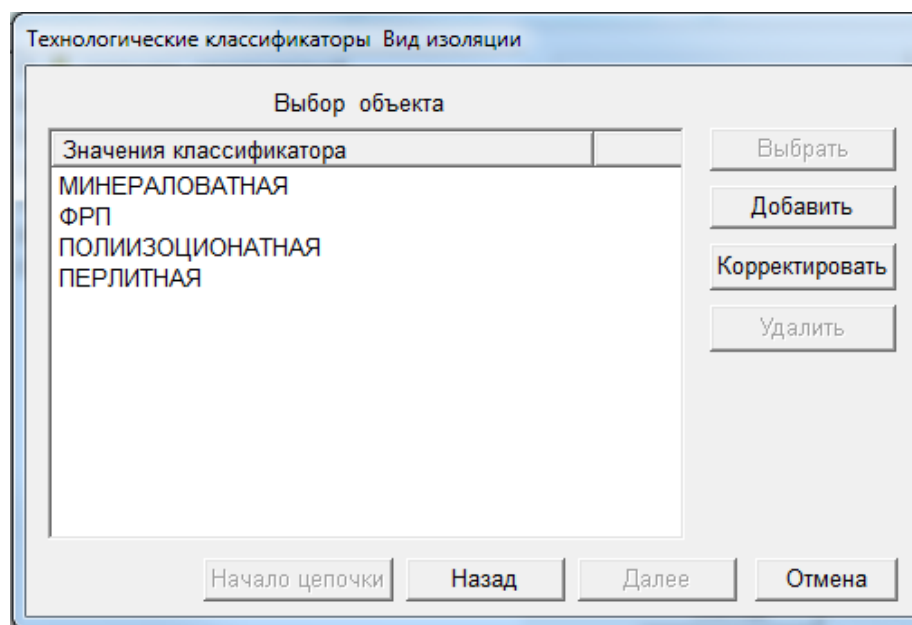 Технологические классификаторы Вид изоляции
Выбор объекта
Значения классификатора
МИНЕРАЛОВАТНАЯ
ФРП
ПОЛИИЗОЦИОНАТНАЯ
ПЕРЛИТНАЯ
Выбрать
Добавить
Корректировать
Удалить
Начало цепочки Назад Далее Отмена